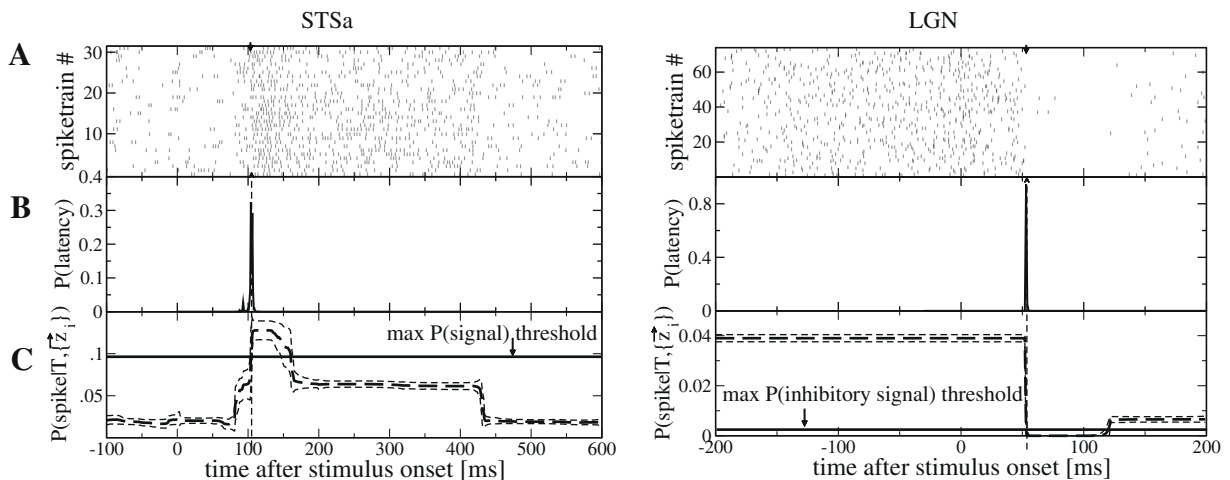 STSa
LGN
A
spiketrain #
30
20
10
0.4
spiketrain #
60
40
20
B
P(latency)
0.3
0.2
0.1
0
P(latency)
0.8
0.4
0
C
P(spike|T,{z⃗ i})
.1
.05
max P(signal) threshold
P(spike|T,{z⃗ i})
0.04
0.02
0
max P(inhibitory signal) threshold
-100 0 100 200 300 400 500 600
time after stimulus onset [ms]
-200 -100 0 100 200
time after stimulus onset [ms]